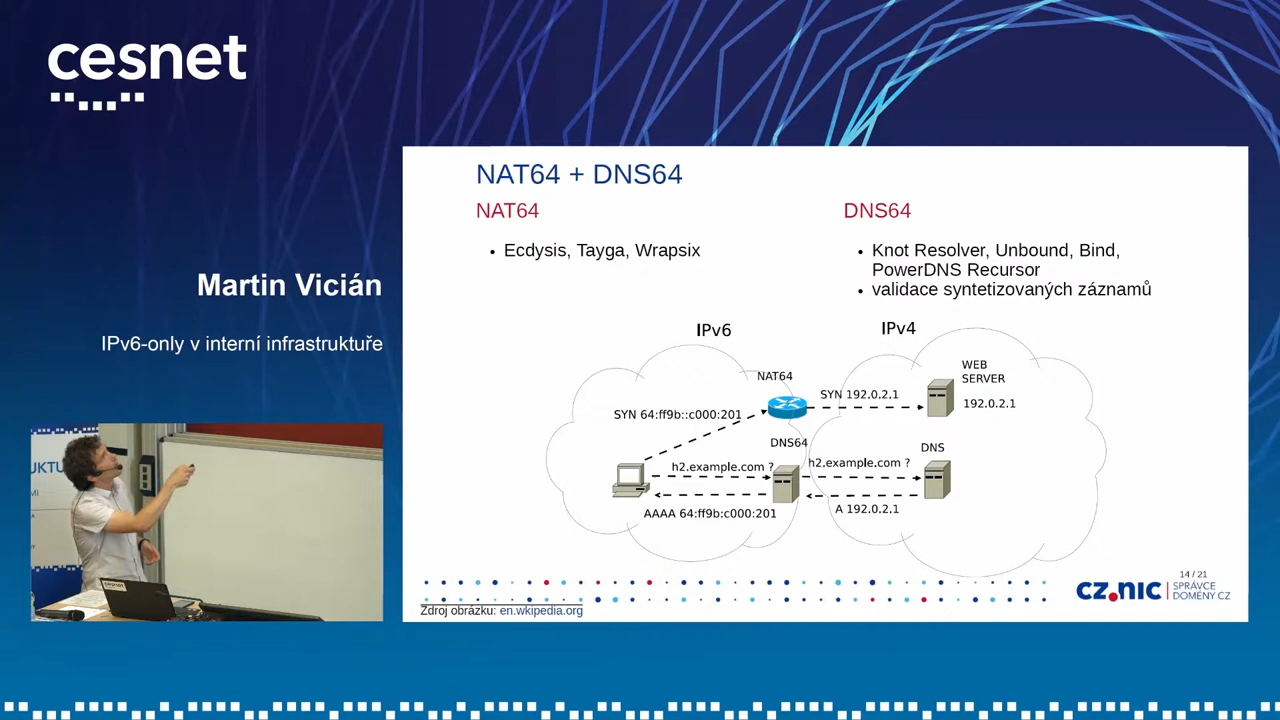 cesnet
Martin Vicián
IPv6-only v interní infrastruktuře
NAT64 + DNS64
NAT64
• Ecdysis, Tayga, Wrapsix
DNS64
• Knot Resolver, Unbound, Bind,
PowerDNS Recursor
• validace syntetizovaných záznamů
IPv6
IPv4
NAT64
SYN 64:ff9b::c000:201
SYN 192.0.2.1
WEB
SERVER
192.0.2.1
DNS64
DNS
h2.example.com ?
h2.example.com ?
AAAA 64:ff9b:c000:201
A 192.0.2.1
14 / 21
CZ.NIC
SPRÁVCE
DOMÉNY CZ
Zdroj obrázku: en.wkipedia.org
cesnet